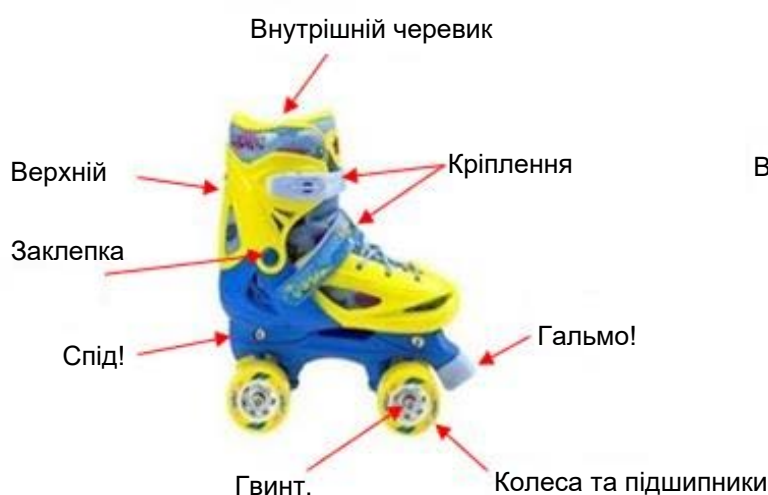 Внутрішній черевик
Верхній
Кріплення
В
Заклепка
Спід!
Гальмо!
Гвинт.
Колеса та підшипники